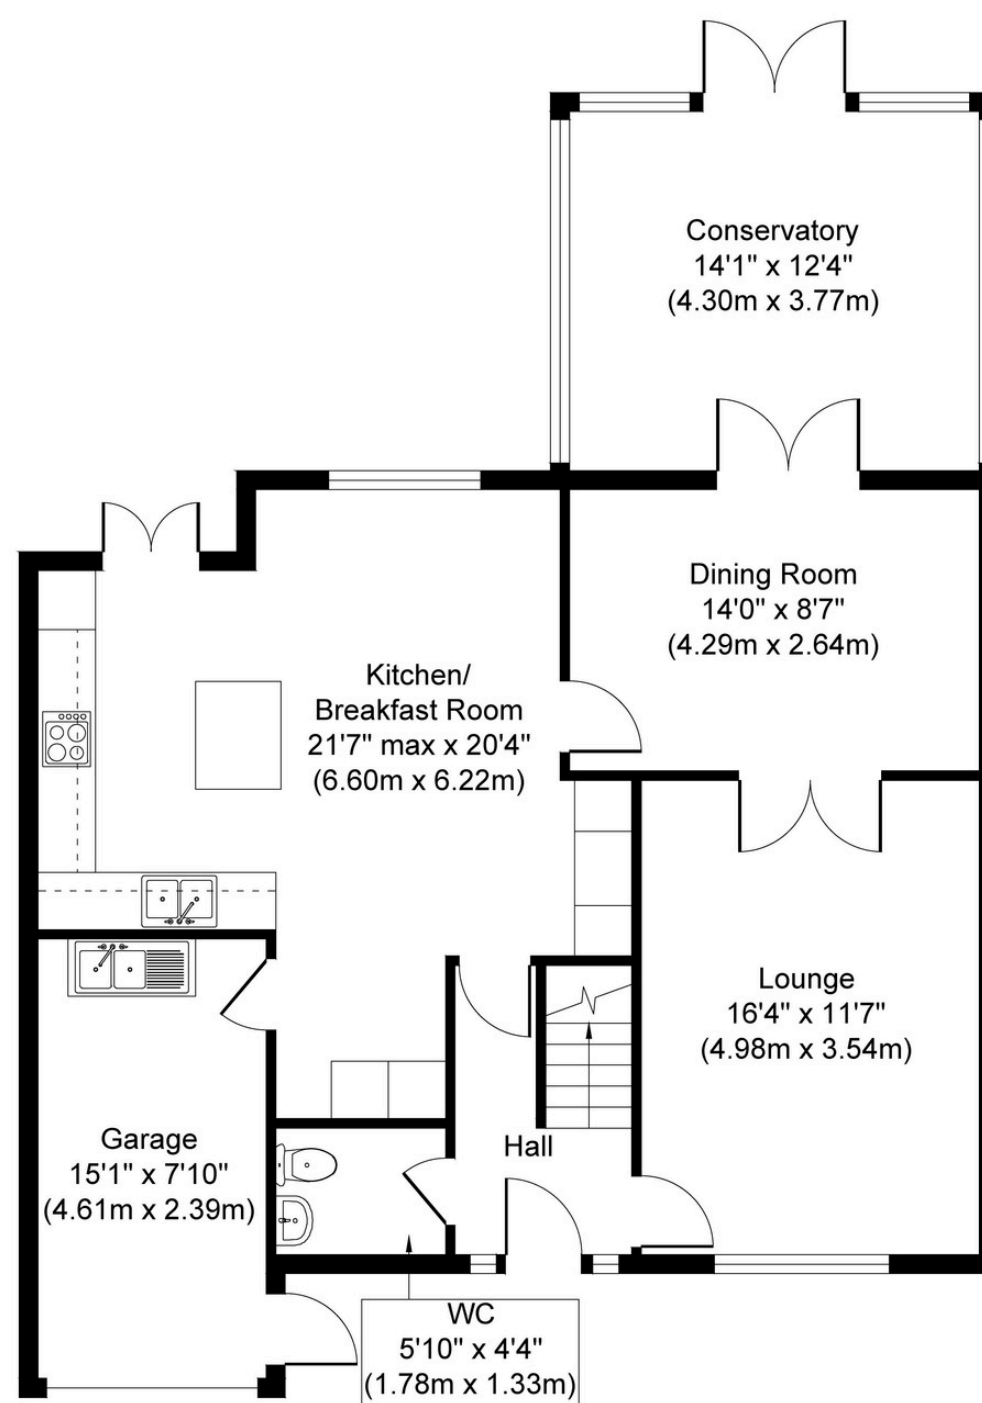 Conservatory
14'1" x 12'4"
(4.30m x 3.77m)
Dining Room
14'0" x 8'7"
(4.29m x 2.64m)
Kitchen/
Breakfast Room
21'7" max x 20'4"
(6.60m x 6.22m)
Lounge
16'4" x 11'7"
(4.98m x 3.54m)
Garage
15'1" x 7'10"
(4.61m x 2.39m)
Hall
WC
5'10" x 4'4"
(1.78m x 1.33m)